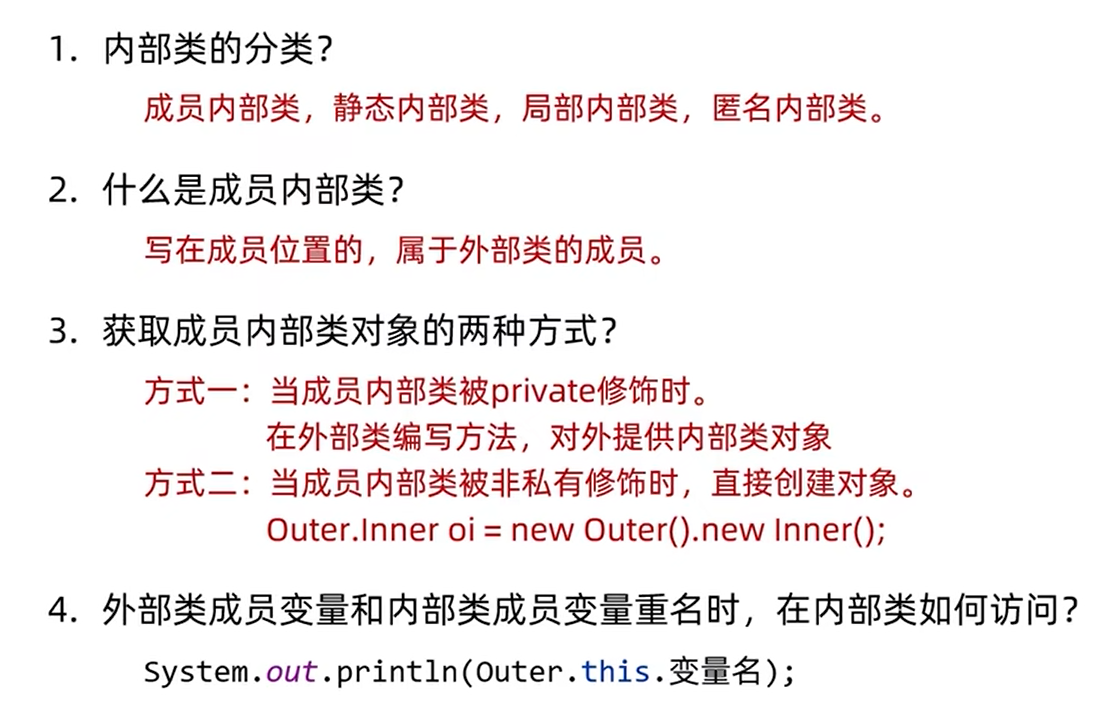 1. 内部类的分类？
成员内部类，静态内部类，局部内部类，匿名内部类。
2. 什么是成员内部类？
写在成员位置的，属于外部类的成员。
3. 获取成员内部类对象的两种方式？
方式一：当成员内部类被private修饰时。
在外部类编写方法，对外提供内部类对象
方式二：当成员内部类被非私有修饰时，直接创建对象。
Outer.Inner oi = new Outer().new Inner();
4. 外部类成员变量和内部类成员变量重名时，在内部类如何访问？
System.out.println(Outer.this.变量名);